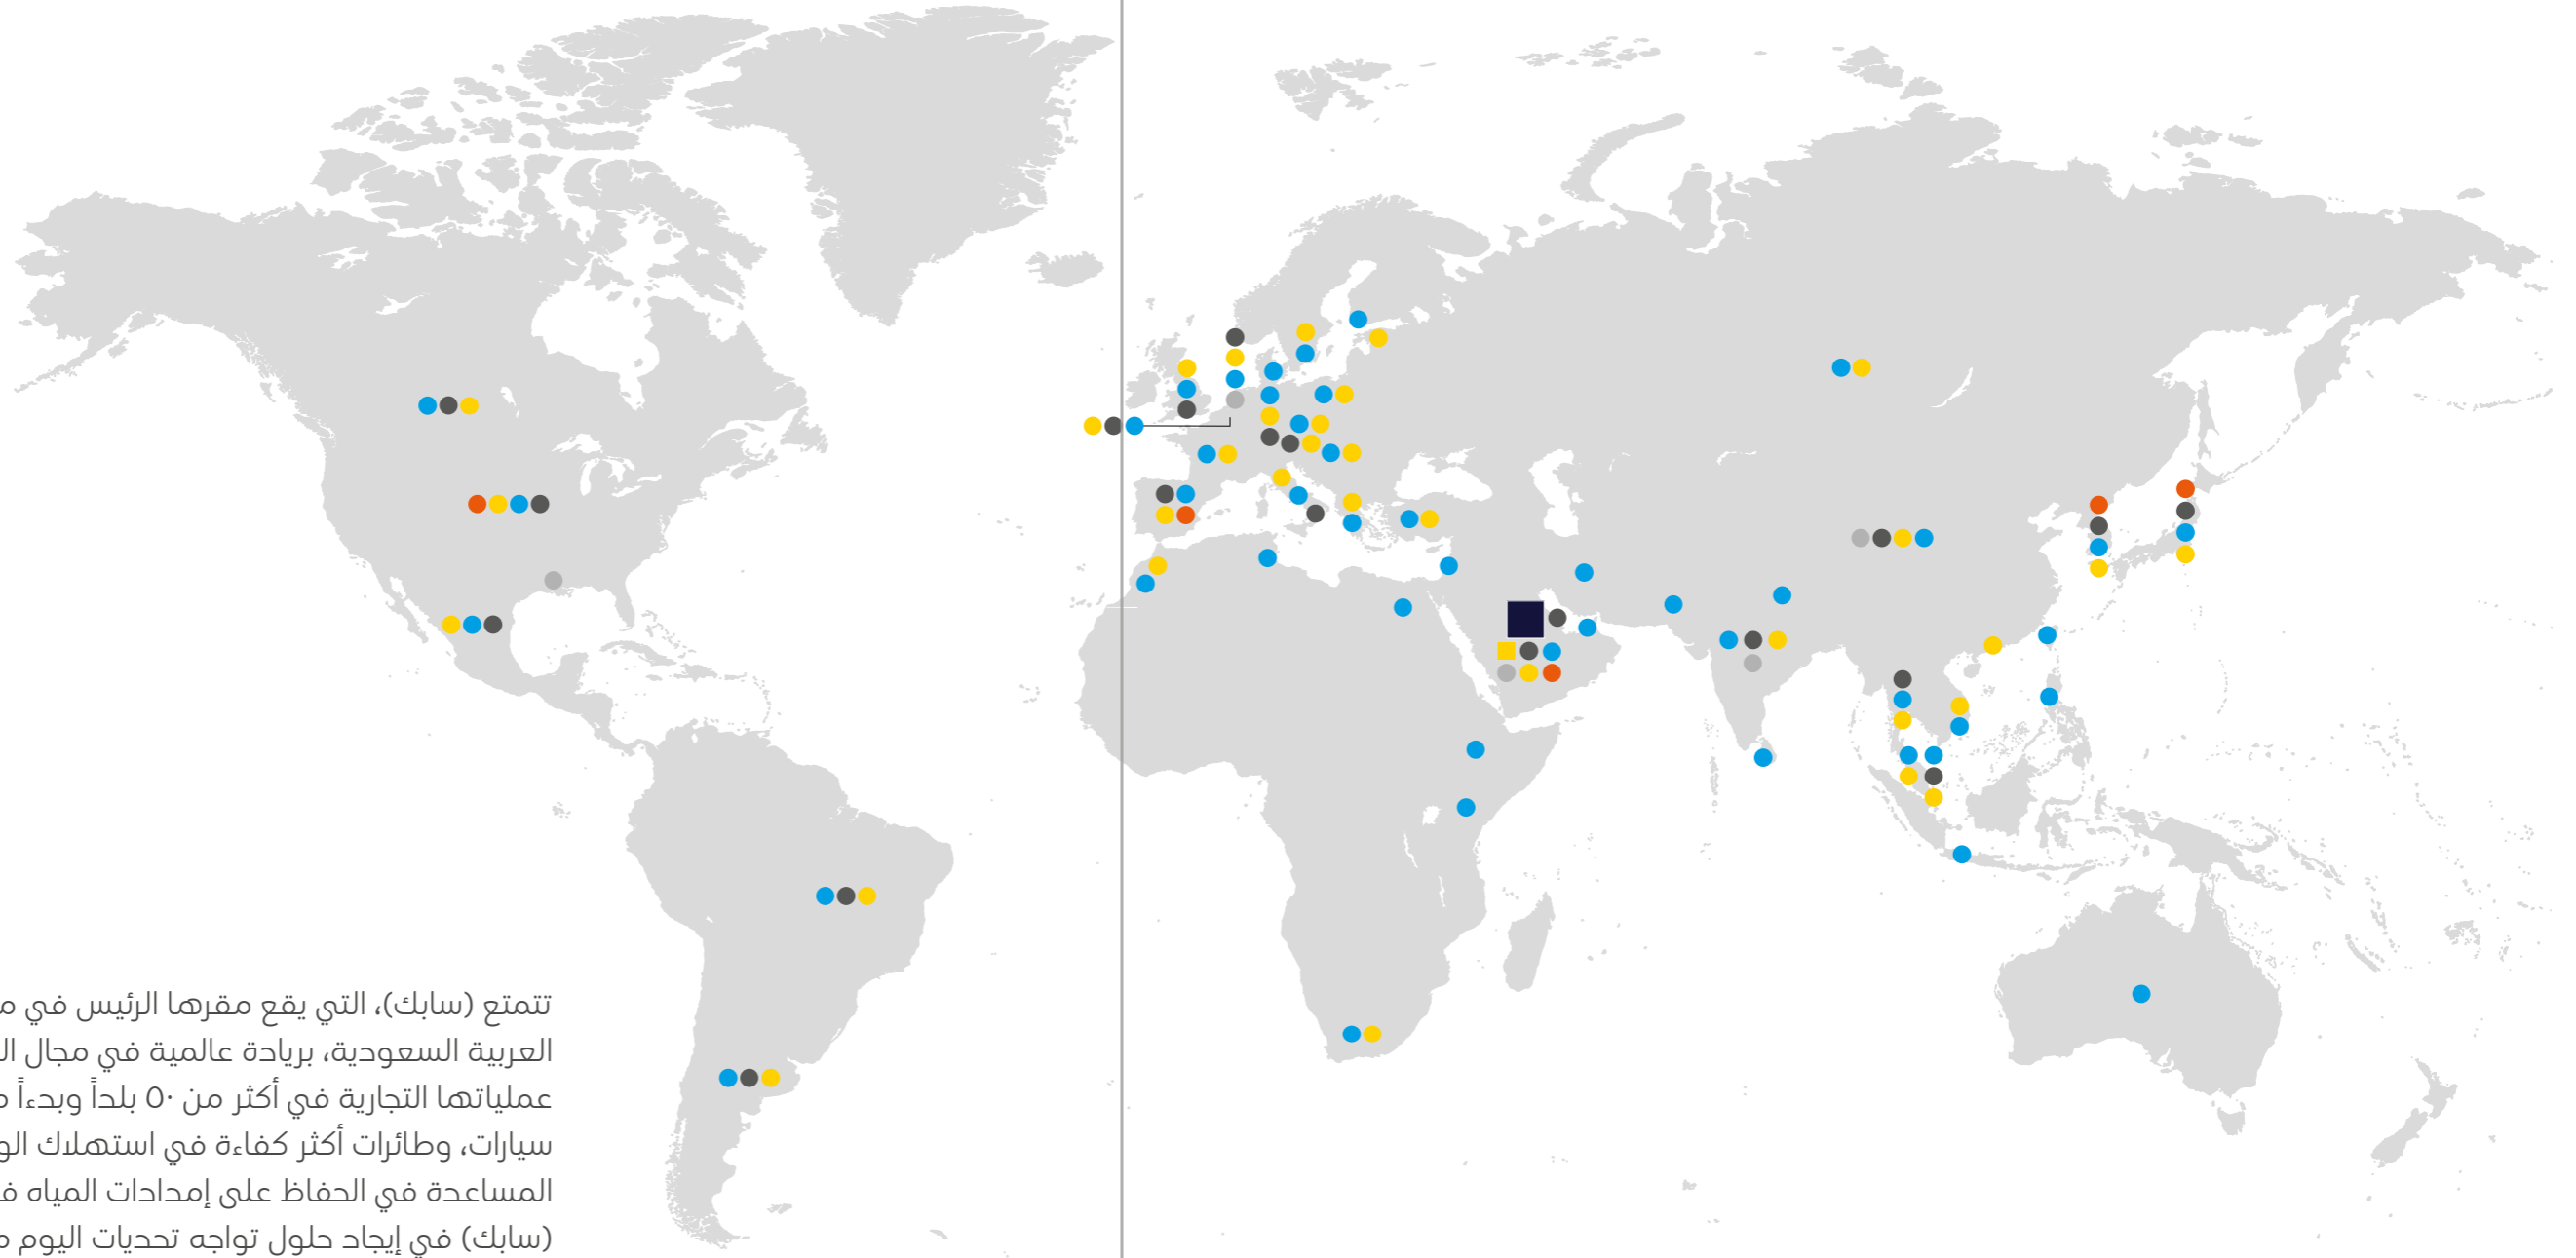 تتمتع (سابك)، التي يقع مقرها الرئيس في
العربية السعودية، بريادة عالمية في مجال
عملياتها التجارية في أكثر من ٥٠ بلداً وبدءاً
سيارات، وطائرات أكثر كفاءة في استهلاك
المساعدة في الحفاظ على إمدادات المياه
(سابك) في إيجاد حلول تواجه تحديات اليوم